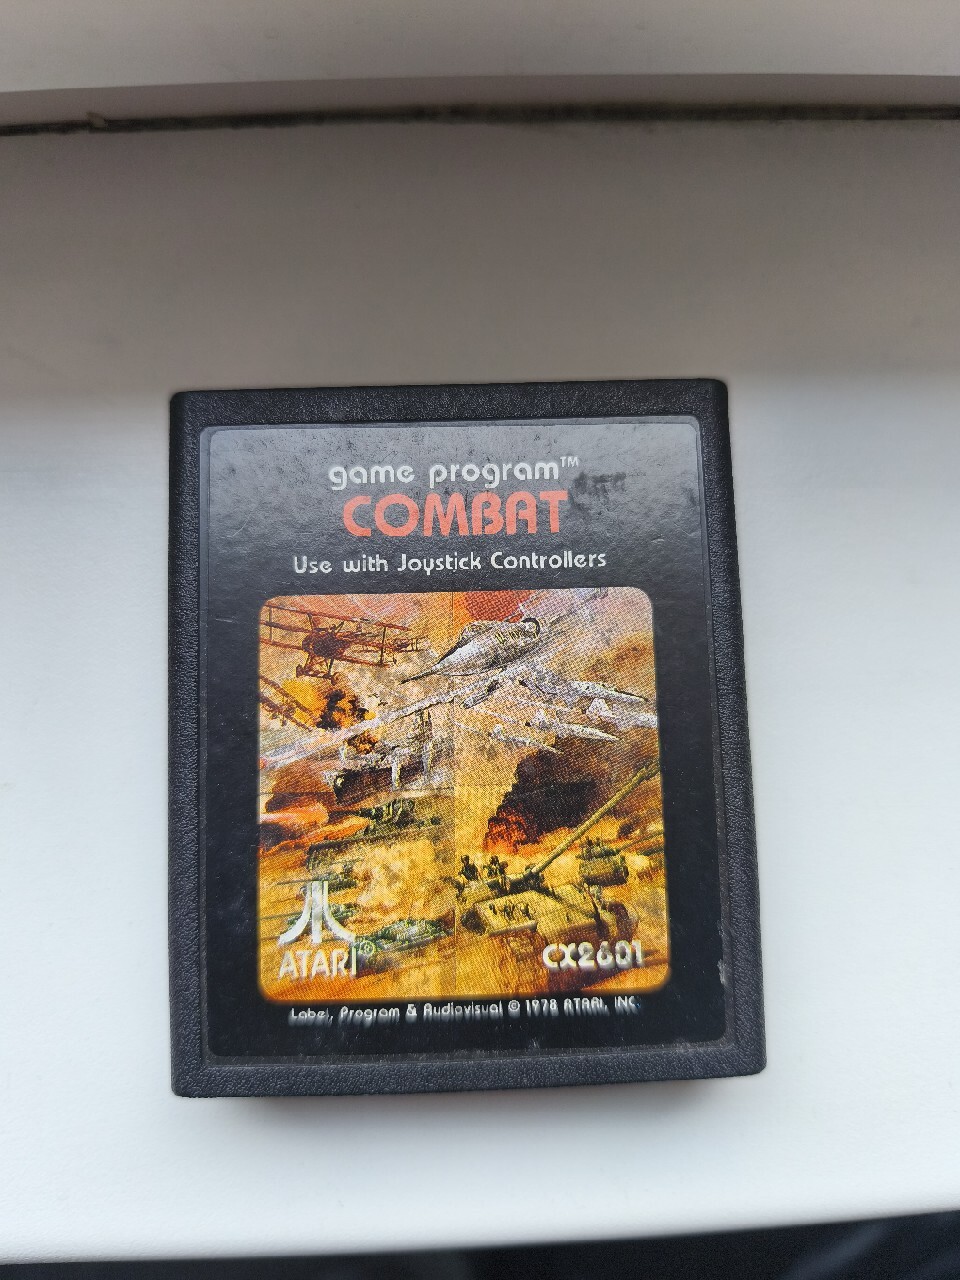 game program™
COMBAT
Use with Joystick Controllers
ATARI®
CX2601
Label, Program & Audiovisual © 1978 ATARI, INC.